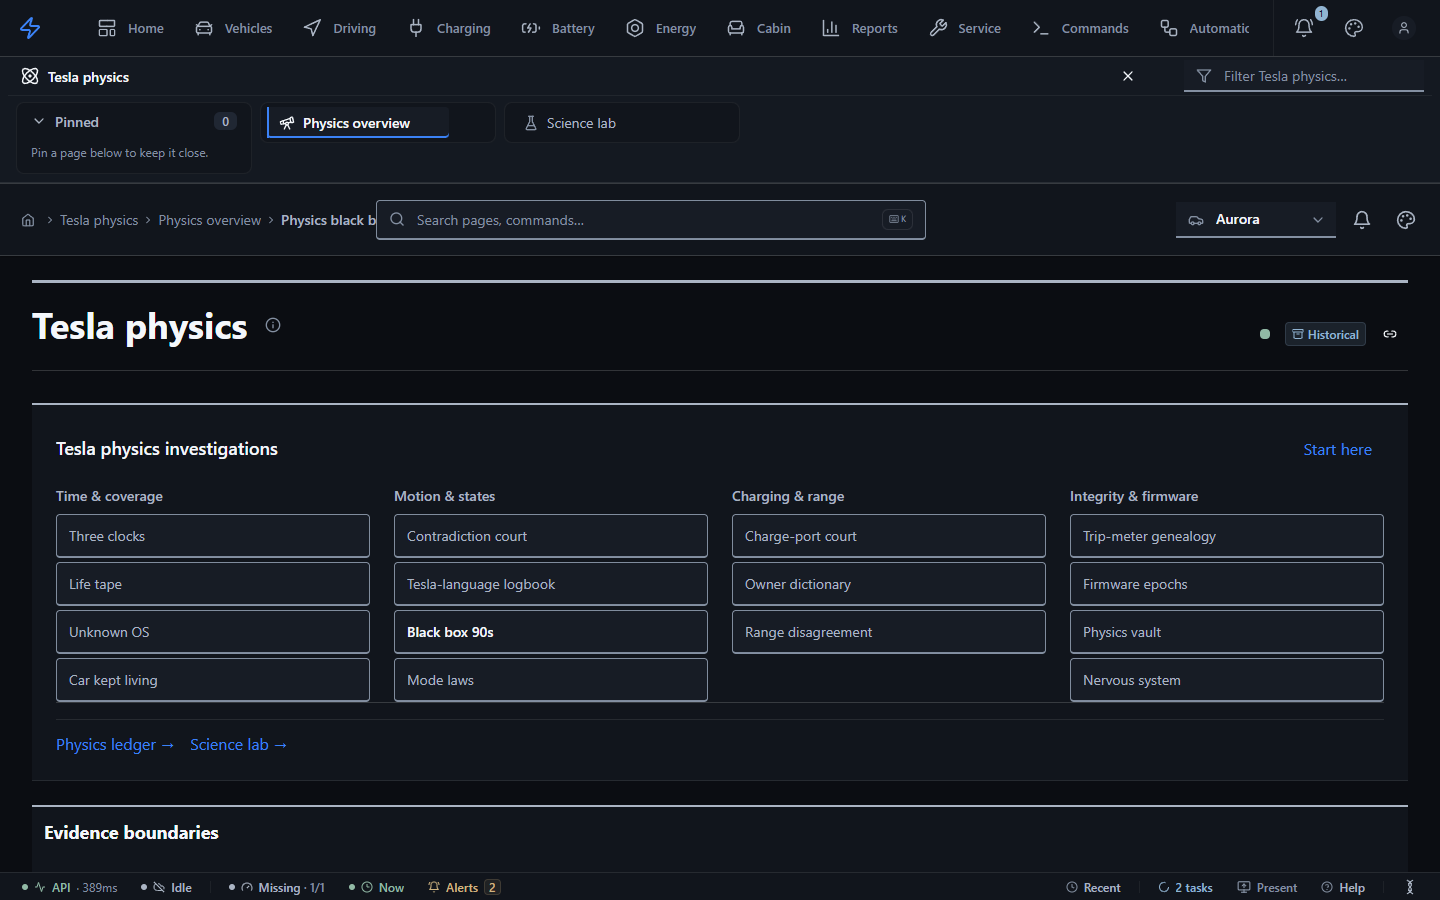 Home Vehicles Driving Charging Battery Energy Cabin Reports Service Commands Automatic 1
Tesla physics
Filter Tesla physics...
Pinned 0
Pin a page below to keep it close.
Physics overview
Science lab
Tesla physics > Physics overview > Physics black b
Search pages, commands...
K
Aurora
Tesla physics
Historical
Tesla physics investigations
Start here
Time & coverage
Three clocks
Life tape
Unknown OS
Car kept living
Motion & states
Contradiction court
Tesla-language logbook
Black box 90s
Mode laws
Charging & range
Charge-port court
Owner dictionary
Range disagreement
Integrity & firmware
Trip-meter genealogy
Firmware epochs
Physics vault
Nervous system
Physics ledger → Science lab →
Evidence boundaries
API · 389ms Idle Missing · 1/1 Now Alerts 2 Recent 2 tasks Present Help